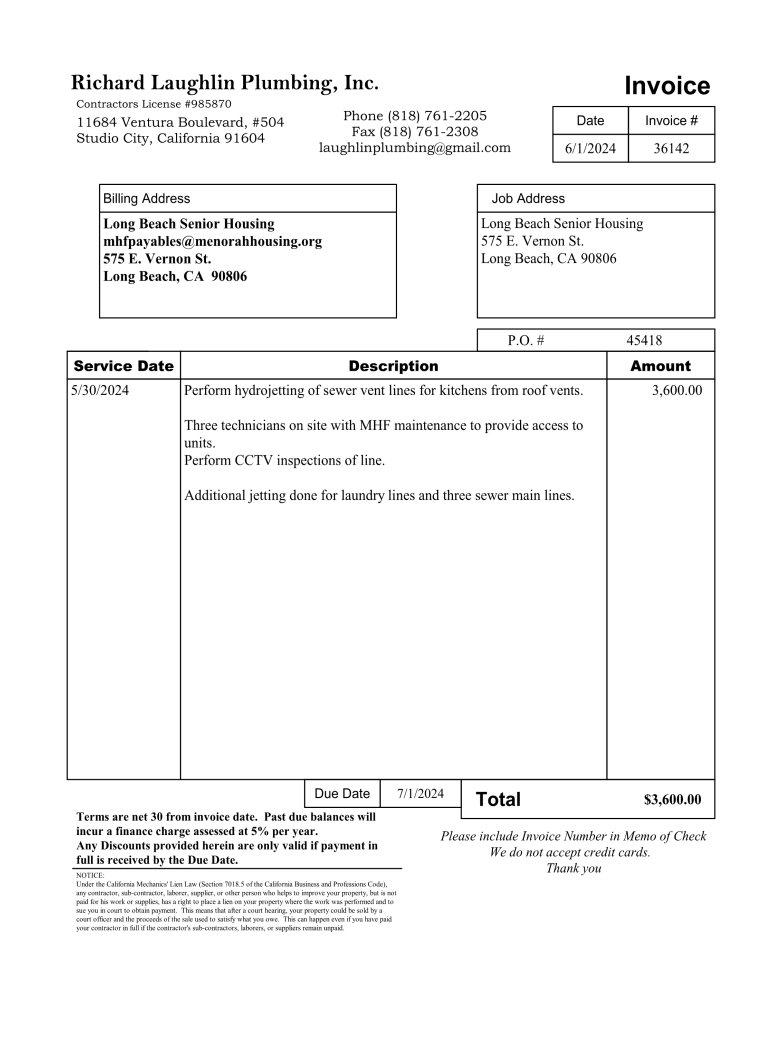 Richard Laughlin Plumbing, Inc.
Contractors License #985870
11684 Ventura Boulevard, #504
Studio City, California 91604
Phone (818) 761-2205
Fax (818) 761-2308
laughlinplumbing@gmail.com
Invoice
Date Invoice #
6/1/2024 36142
Billing Address
Long Beach Senior Housing
mhfpayables@menorahhousing.org
575 E. Vernon St.
Long Beach, CA  90806
Job Address
Long Beach Senior Housing
575 E. Vernon St.
Long Beach, CA 90806
P.O. # 45418
Service Date Description Amount
5/30/2024 Perform hydrojetting of sewer vent lines for kitchens from roof vents. 3,600.00
Three technicians on site with MHF maintenance to provide access to
units.
Perform CCTV inspections of line.
Additional jetting done for laundry lines and three sewer main lines.
Due Date 7/1/2024 Total $3,600.00
Terms are net 30 from invoice date.  Past due balances will
incur a finance charge assessed at 5% per year.
Any Discounts provided herein are only valid if payment in
full is received by the Due Date.
Please include Invoice Number in Memo of Check
We do not accept credit cards.
Thank you
NOTICE:
Under the California Mechanics' Lien Law (Section 7018.5 of the California Business and Professions Code),
any contractor, sub-contractor, laborer, supplier, or other person who helps to improve your property, but is not
paid for his work or supplies, has a right to place a lien on your property where the work was performed and to
sue you in court to obtain payment.  This means that after a court hearing, your property could be sold by a
court officer and the proceeds of the sale used to satisfy what you owe.  This can happen even if you have paid
your contractor in full if the contractor's sub-contractors, laborers, or suppliers remain unpaid.